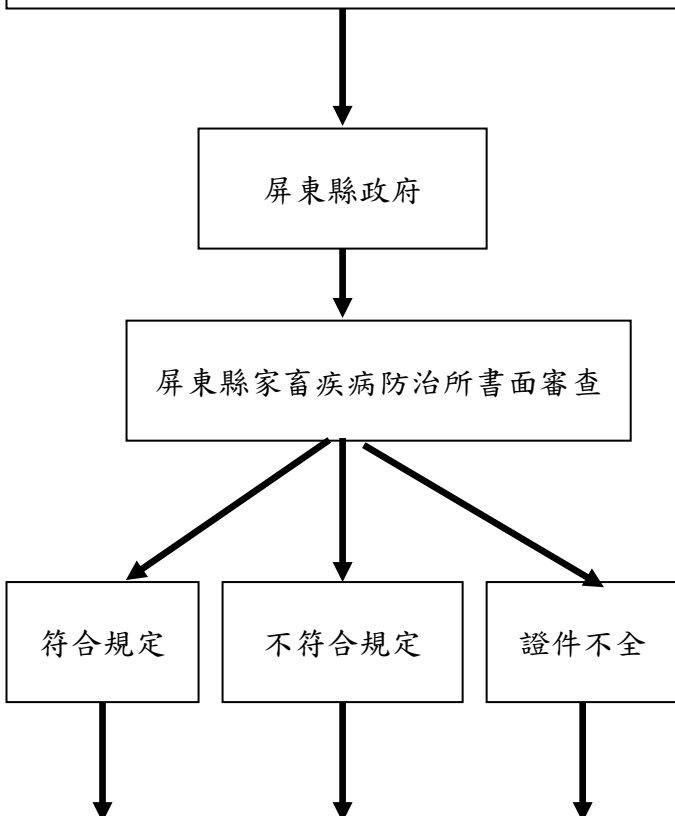 屏東縣政府
屏東縣家畜疾病防治所書面審查
符合規定
不符合規定
證件不全